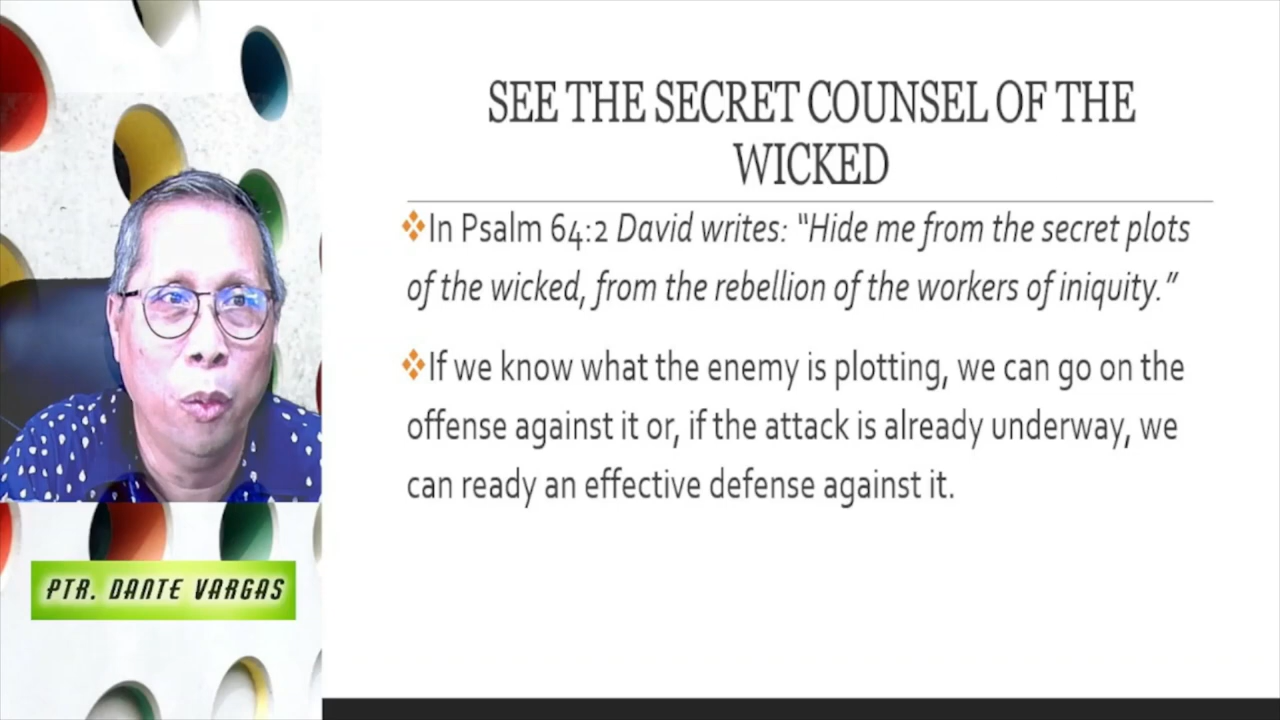 SEE THE SECRET COUNSEL OF THE
WICKED
❖In Psalm 64:2 David writes: “Hide me from the secret plots
of the wicked, from the rebellion of the workers of iniquity.”
❖If we know what the enemy is plotting, we can go on the
offense against it or, if the attack is already underway, we
can ready an effective defense against it.
PTR. DANTE VARGAS